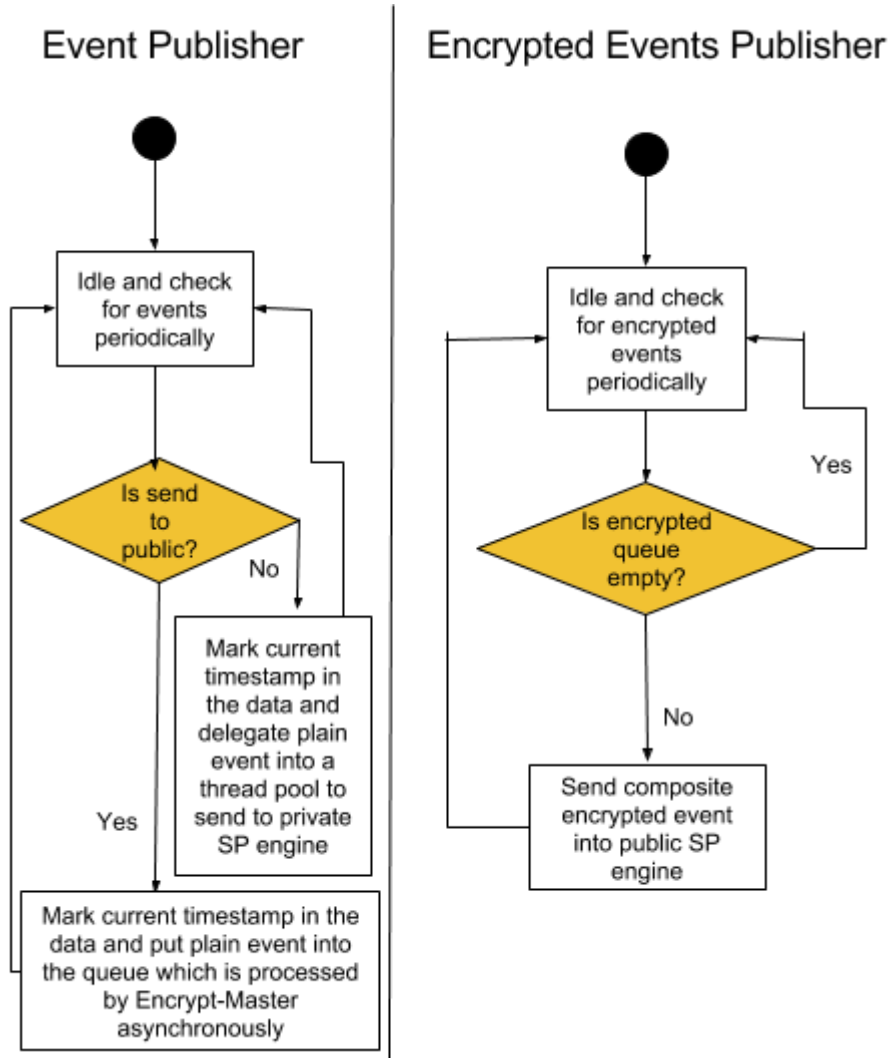 Event Publisher
Idle and check
for events
periodically
Is send
to
public?
No
Mark current
timestamp in
the data and
delegate plain
event into a
thread pool to
send to private
SP engine
Yes
Mark current timestamp in the
data and put plain event into
the queue which is processed
by Encrypt-Master
asynchronously
Encrypted Events Publisher
Idle and check
for encrypted
events
periodically
Yes
Is encrypted
queue
empty?
No
Send composite
encrypted event
into public SP
engine